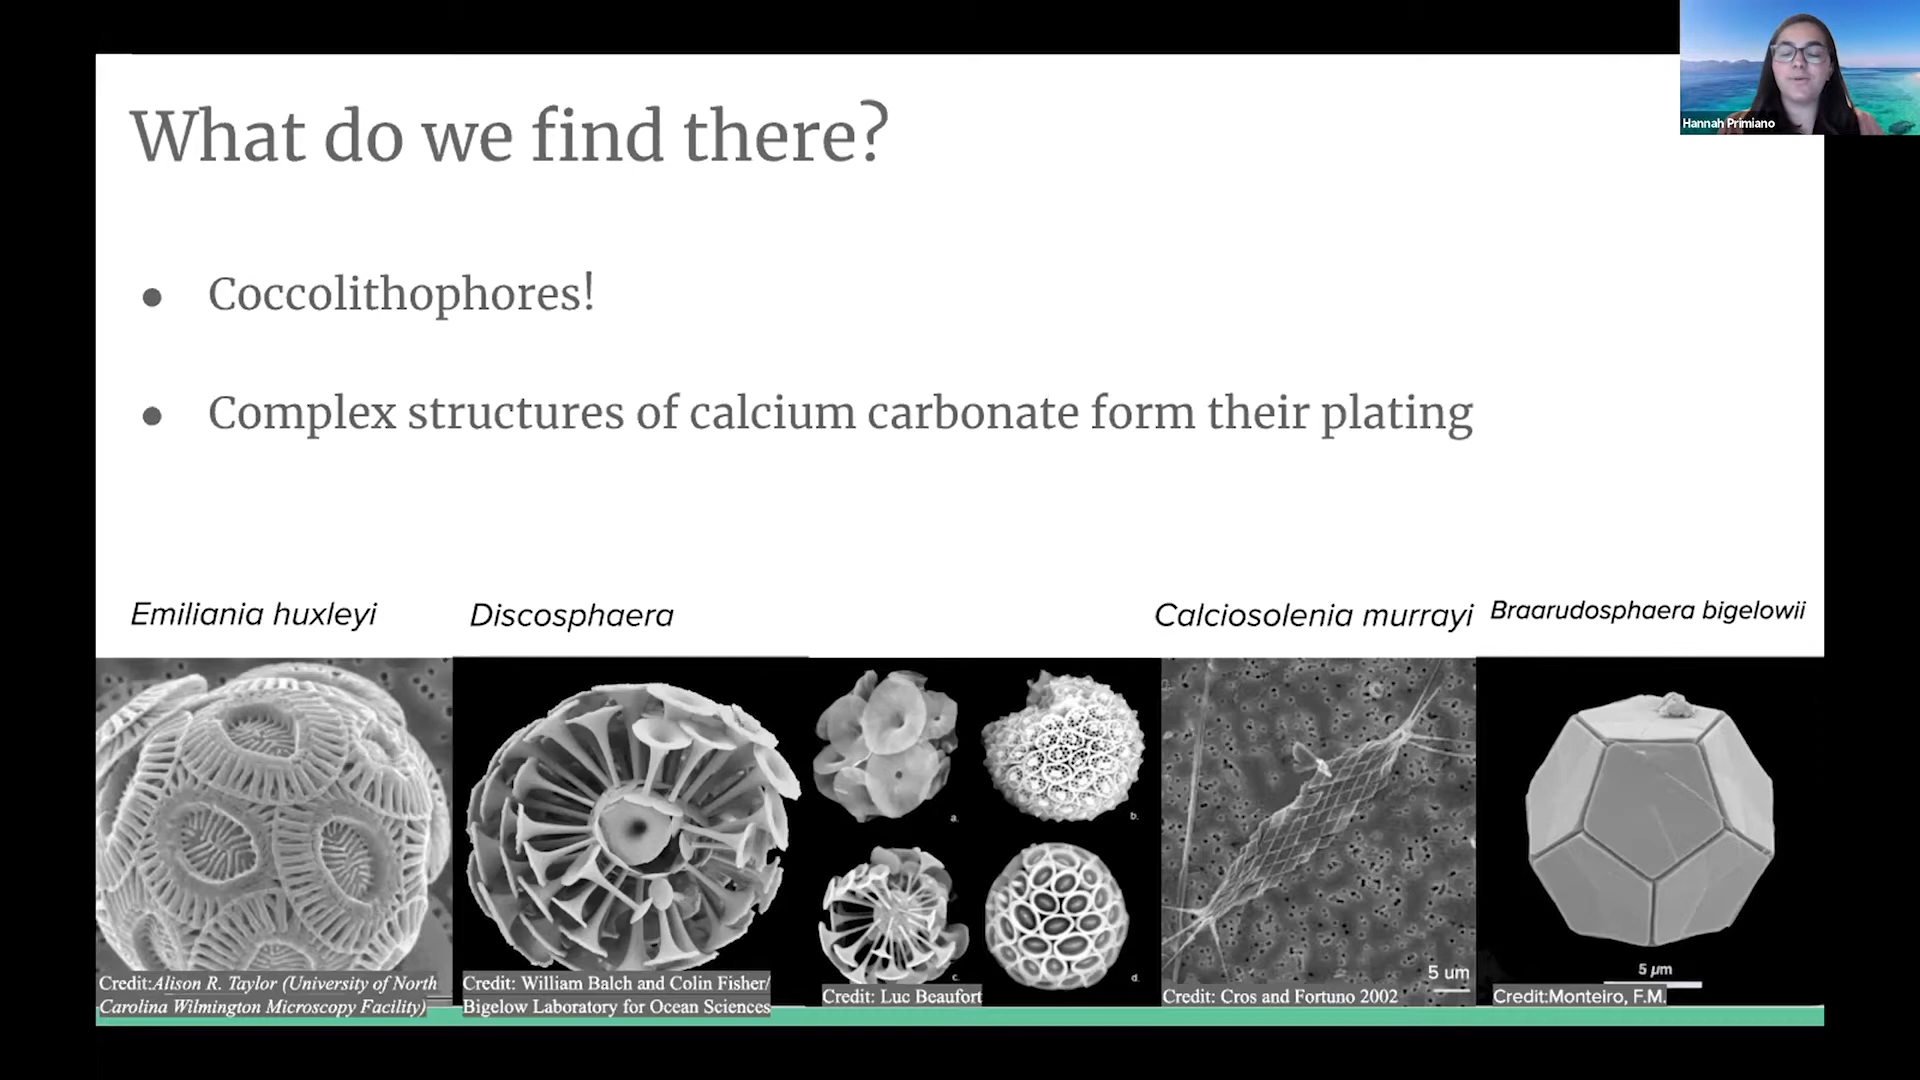 Hannah Primiano
What do we find there?
● Coccolithophores!
● Complex structures of calcium carbonate form their plating
Emiliania huxleyi
Discosphaera
Calciosolenia murrayi
Braarudosphaera bigelowii
a.
b.
c.
d.
5 um
5 µm
Credit:Alison R. Taylor (University of North
Carolina Wilmington Microscopy Facility)
Credit: William Balch and Colin Fisher/
Bigelow Laboratory for Ocean Sciences
Credit: Luc Beaufort
Credit: Cros and Fortuno 2002
Credit:Monteiro, F.M.